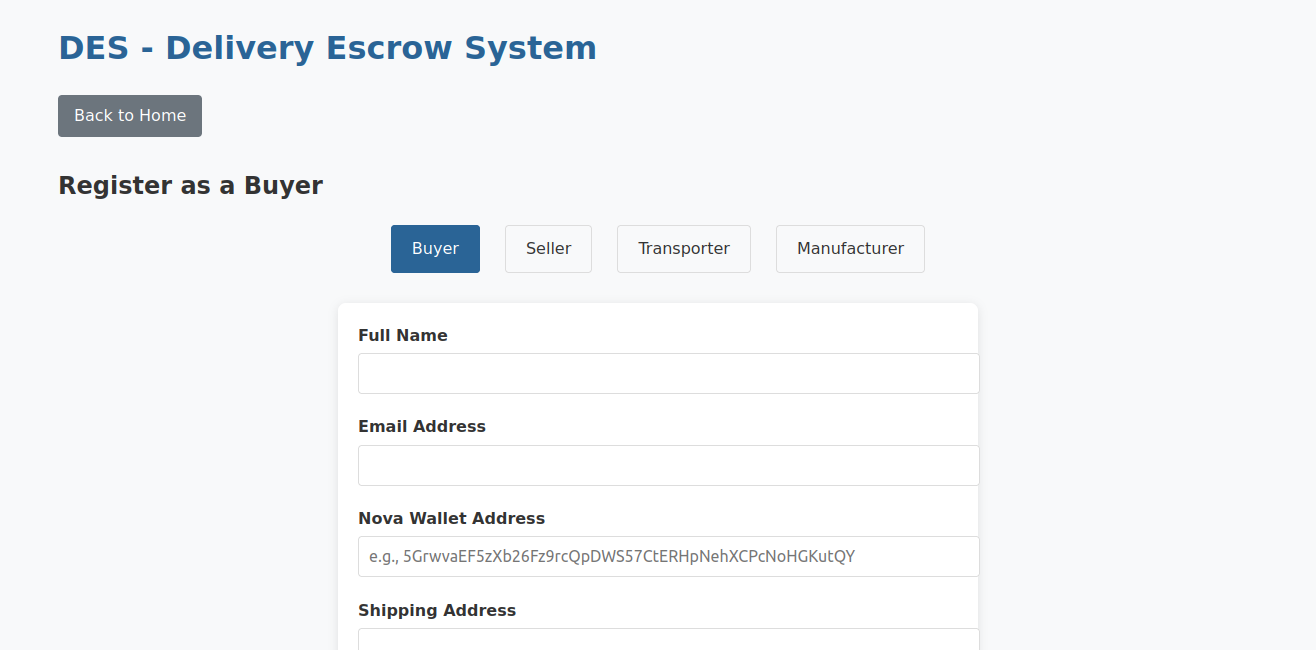 DES - Delivery Escrow System
Back to Home
Register as a Buyer
Buyer Seller Transporter Manufacturer
Full Name
Email Address
Nova Wallet Address
e.g., 5GrwvaEF5zXb26Fz9rcQpDWS57CtERHpNehXCPcNoHGKutQY
Shipping Address